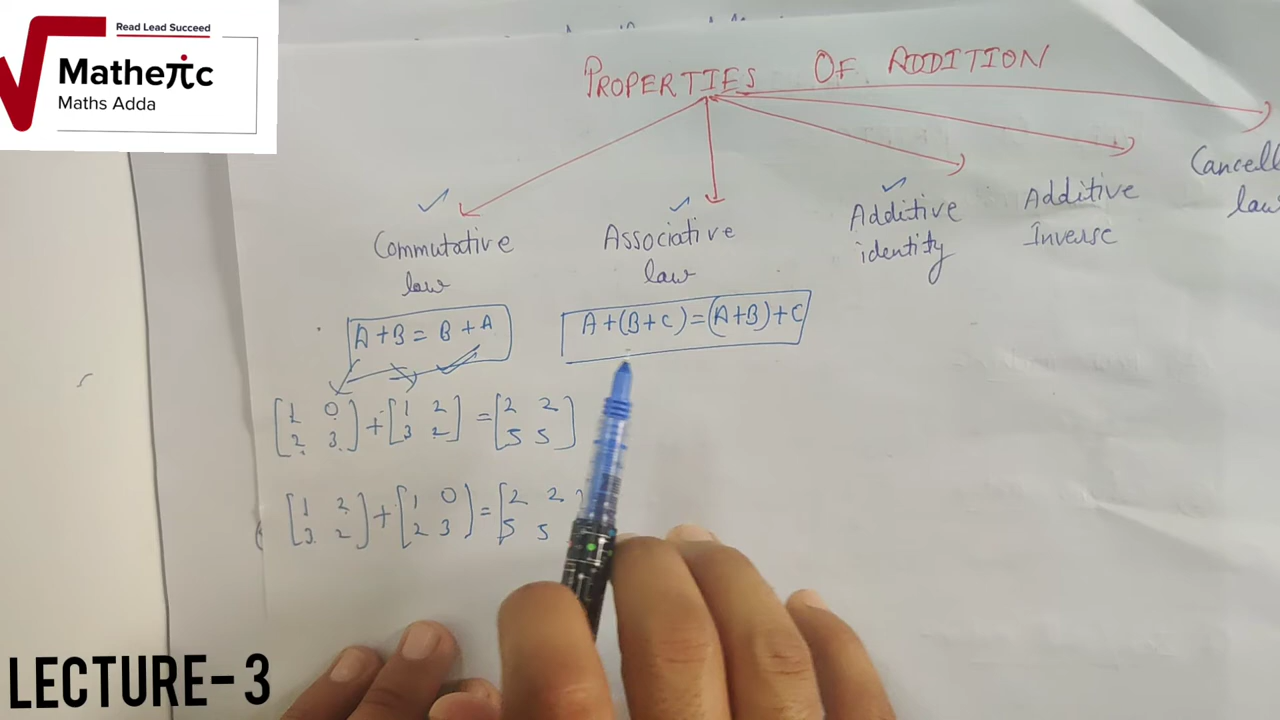 Read Lead Succeed
Matheπc
Maths Adda
PROPERTIES OF ADDITION
Commutative law
Associative law
Additive identity
Additive Inverse
Cancell
law
A+B = B+A
A+(B+C)=(A+B)+C
[1 0 2 3] + [1 2 3 2] = [2 2 5 5]
[1 2 3 2] + [1 0 2 3] = [2 2 5 5
LECTURE- 3